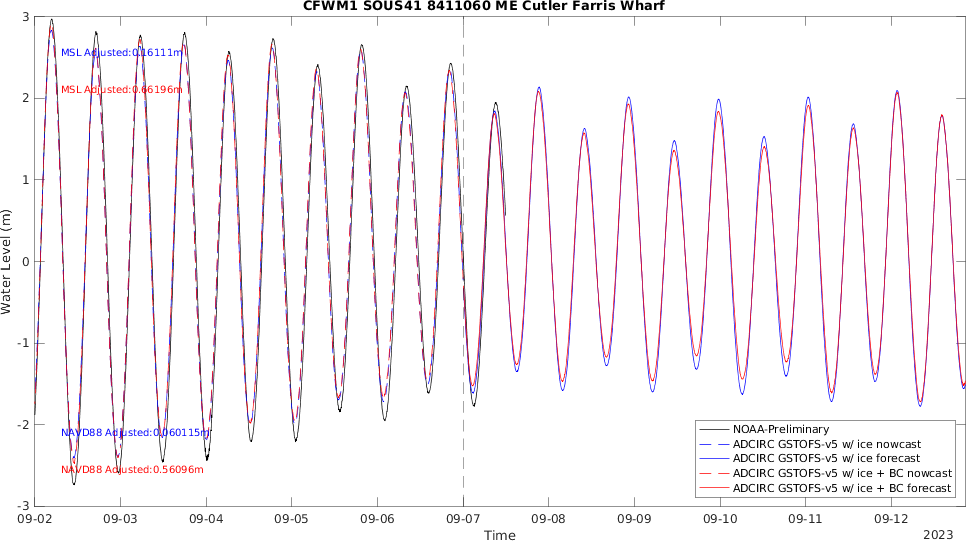 CFWM1 SOUS41 8411060 ME Cutler Farris Wharf
3
MSL Adjusted:0.16111m
MSL Adjusted:0.66196m
2
1
0
-1
-2
-3
Water Level (m)
NAVD88 Adjusted:0.060115m
NAVD88 Adjusted:0.56096m
NOAA-Preliminary
ADCIRC GSTOFS-v5 w/ ice nowcast
ADCIRC GSTOFS-v5 w/ ice forecast
ADCIRC GSTOFS-v5 w/ ice + BC nowcast
ADCIRC GSTOFS-v5 w/ ice + BC forecast
09-02 09-03 09-04 09-05 09-06 09-07 09-08 09-09 09-10 09-11 09-12
Time
2023